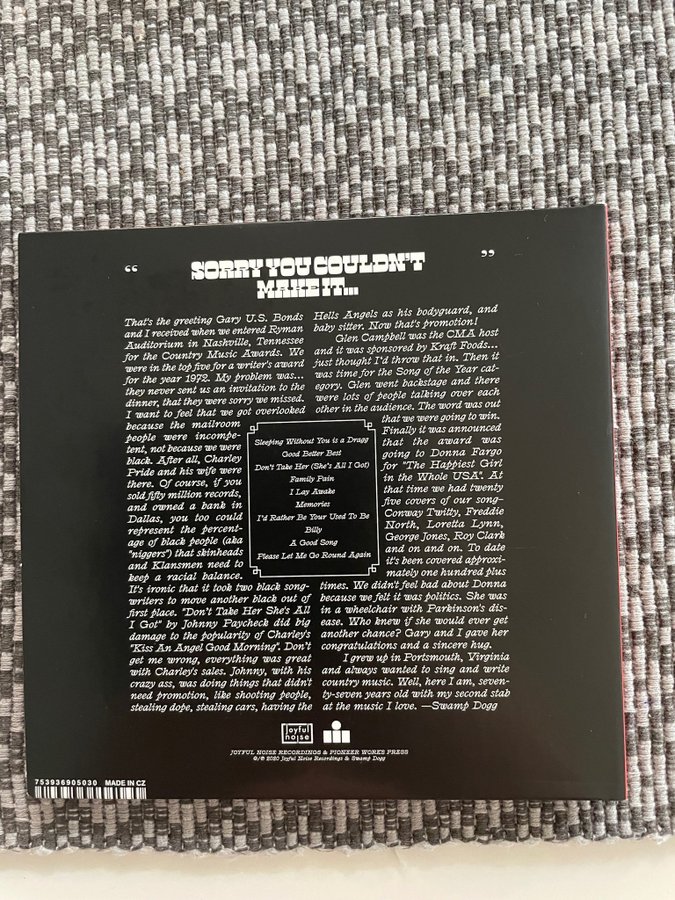 “ SORRY YOU COULDN'T ”
MAKE IT...
That's the greeting Gary U.S. Bonds
and I received when we entered Ryman
Auditorium in Nashville, Tennessee
for the Country Music Awards. We
were in the top five for a writer's award
for the year 1972. My problem was...
they never sent us an invitation to the
dinner, that they were sorry we missed.
I want to feel that we got overlooked
because the mailroom
people were incompe-
tent, not because we were
black. After all, Charley
Pride and his wife were
there. Of course, if you
sold fifty million records,
and owned a bank in
Dallas, you too could
represent the percent-
age of black people (aka
"niggers") that skinheads
and Klansmen need to
keep a racial balance.
It's ironic that it took two black song-
writers to move another black out of
first place. "Don't Take Her She's All
I Got" by Johnny Paycheck did big
damage to the popularity of Charley's
"Kiss An Angel Good Morning". Don't
get me wrong, everything was great
with Charley's sales. Johnny, with his
crazy ass, was doing things that didn't
need promotion, like shooting people,
stealing dope, stealing cars, having the
Hells Angels as his bodyguard, and
baby sitter. Now that's promotion!
Glen Campbell was the CMA host
and it was sponsored by Kraft Foods...
just thought I'd throw that in. Then it
was time for the Song of the Year cat-
egory. Glen went backstage and there
were lots of people talking over each
other in the audience. The word was out
that we were going to win.
Finally it was announced
that the award was
going to Donna Fargo
for "The Happiest Girl
in the Whole USA". At
that time we had twenty
five covers of our song-
Conway Twitty, Freddie
North, Loretta Lynn,
George Jones, Roy Clark
and on and on. To date
it's been covered approxi-
mately one hundred plus
times. We didn't feel bad about Donna
because we felt it was politics. She was
in a wheelchair with Parkinson's dis-
ease. Who knew if she would ever get
another chance? Gary and I gave her
congratulations and a sincere hug.
I grew up in Portsmouth, Virginia
and always wanted to sing and write
country music. Well, here I am, seven-
ty-seven years old with my second stab
at the music I love. —Swamp Dogg
Sleeping Without You is a Dragg
Good Better Best
Don't Take Her (She's All I Got)
Family Pain
I Lay Awake
Memories
I'd Rather Be Your Used To Be
Billy
A Good Song
Please Let Me Go Round Again
joyful
noise
JOYFUL NOISE RECORDINGS & PIONEER WORKS PRESS
©/℗ 2020 Joyful Noise Recordings & Swamp Dogg
753936905030 MADE IN CZ